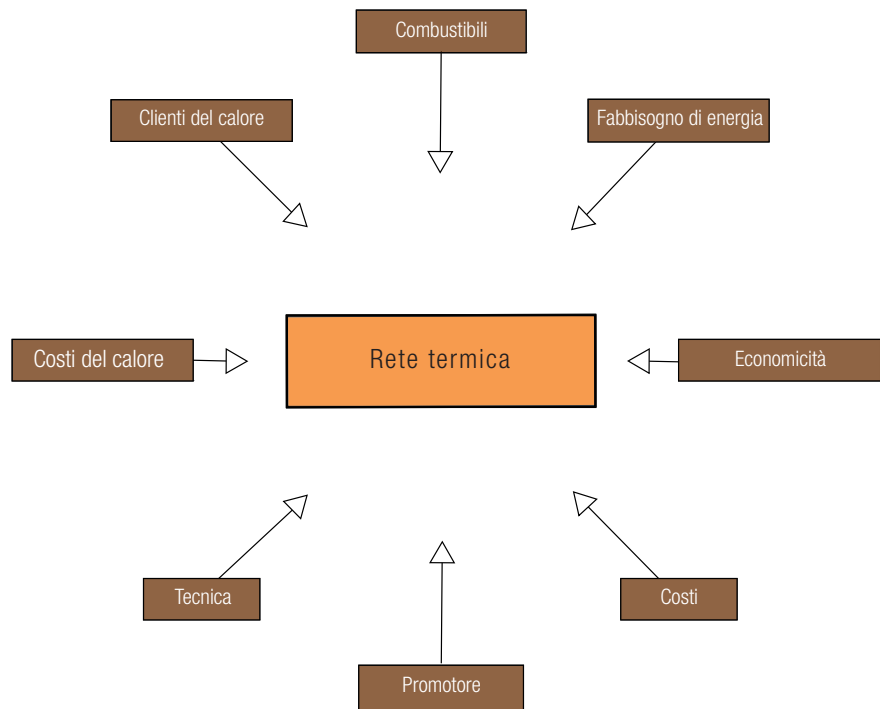 Combustibili
Clienti del calore
Fabbisogno di energia
Costi del calore
Rete termica
Economicità
Tecnica
Costi
Promotore